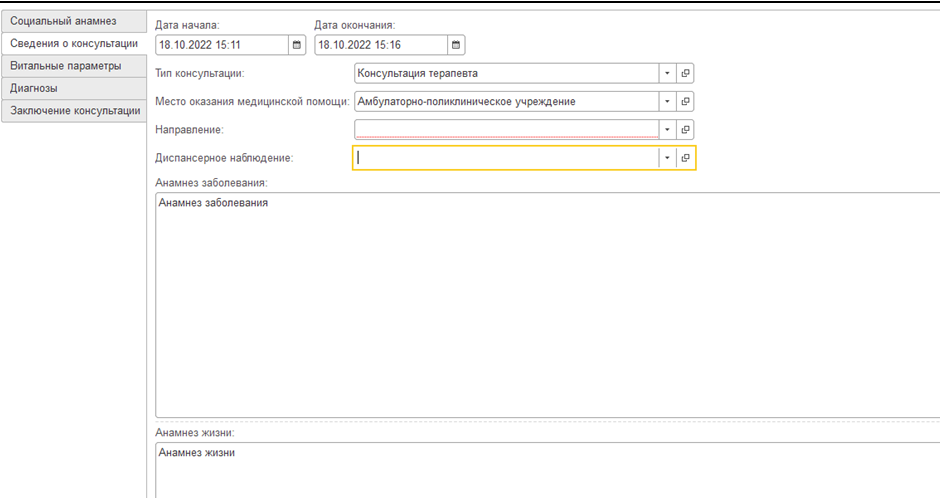 Социальный анамнез
Сведения о консультации
Витальные параметры
Диагнозы
Заключение консультации
Дата начала: Дата окончания:
18.10.2022 15:11 18.10.2022 15:16
Тип консультации: Консультация терапевта
Место оказания медицинской помощи: Амбулаторно-поликлиническое учреждение
Направление:
Диспансерное наблюдение:
Анамнез заболевания:
Анамнез заболевания
Анамнез жизни:
Анамнез жизни